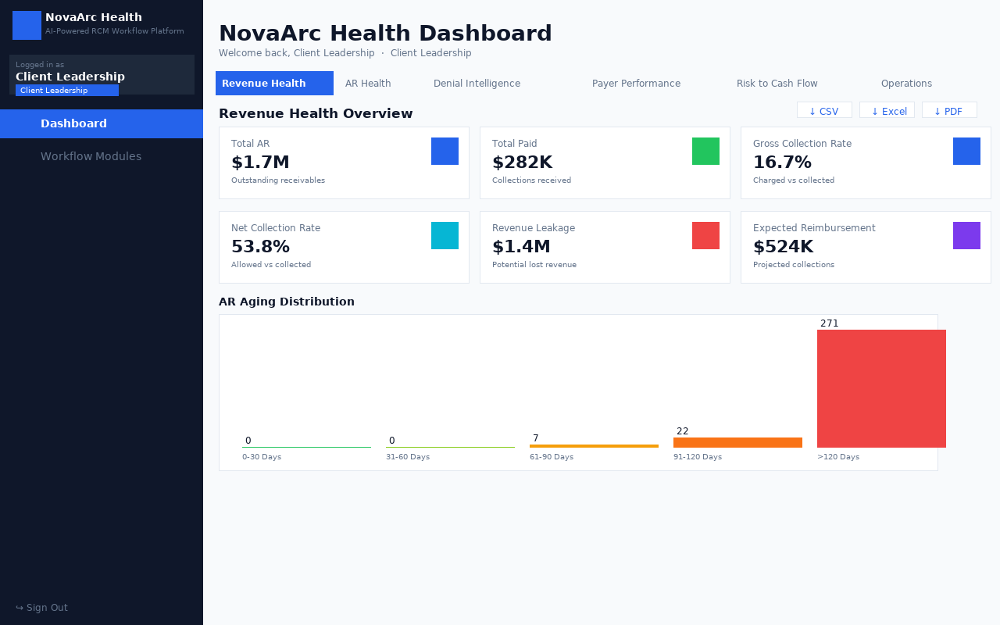 NovaArc Health
AI-Powered RCM Workflow Platform
Logged in as
Client Leadership
Client Leadership
Dashboard
Workflow Modules
↪ Sign Out
NovaArc Health Dashboard
Welcome back, Client Leadership · Client Leadership
Revenue Health AR Health Denial Intelligence Payer Performance Risk to Cash Flow Operations
Revenue Health Overview
↓ CSV ↓ Excel ↓ PDF
Total AR
$1.7M
Outstanding receivables
Total Paid
$282K
Collections received
Gross Collection Rate
16.7%
Charged vs collected
Net Collection Rate
53.8%
Allowed vs collected
Revenue Leakage
$1.4M
Potential lost revenue
Expected Reimbursement
$524K
Projected collections
AR Aging Distribution
0 0 7 22 271
0-30 Days 31-60 Days 61-90 Days 91-120 Days >120 Days